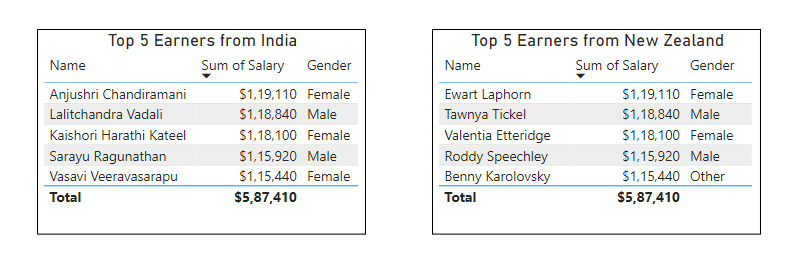 Top 5 Earners from India
Name Sum of Salary Gender
Anjushri Chandiramani $1,19,110 Female
Lalitchandra Vadali $1,18,840 Male
Kaishori Harathi Kateel $1,18,100 Female
Sarayu Ragunathan $1,15,920 Male
Vasavi Veeravasarapu $1,15,440 Female
Total $5,87,410
Top 5 Earners from New Zealand
Name Sum of Salary Gender
Ewart Laphorn $1,19,110 Female
Tawnya Tickel $1,18,840 Male
Valentia Etteridge $1,18,100 Female
Roddy Speechley $1,15,920 Male
Benny Karolovsky $1,15,440 Other
Total $5,87,410